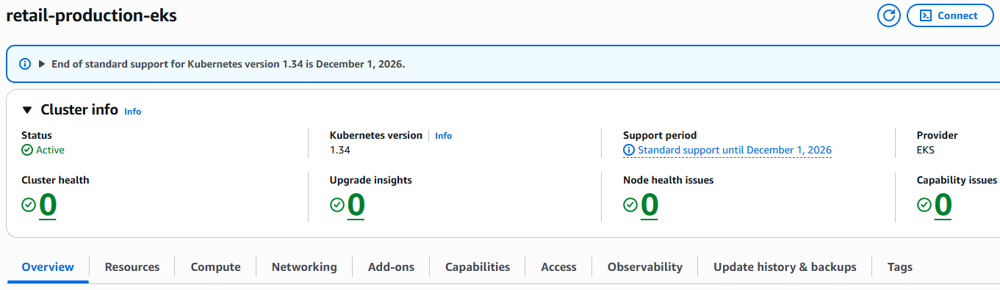 retail-production-eks
Connect
End of standard support for Kubernetes version 1.34 is December 1, 2026.
Cluster info Info
Status
Active
Kubernetes version Info
1.34
Support period
Standard support until December 1, 2026
Provider
EKS
Cluster health
0
Upgrade insights
0
Node health issues
0
Capability issues
0
Overview Resources Compute Networking Add-ons Capabilities Access Observability Update history & backups Tags